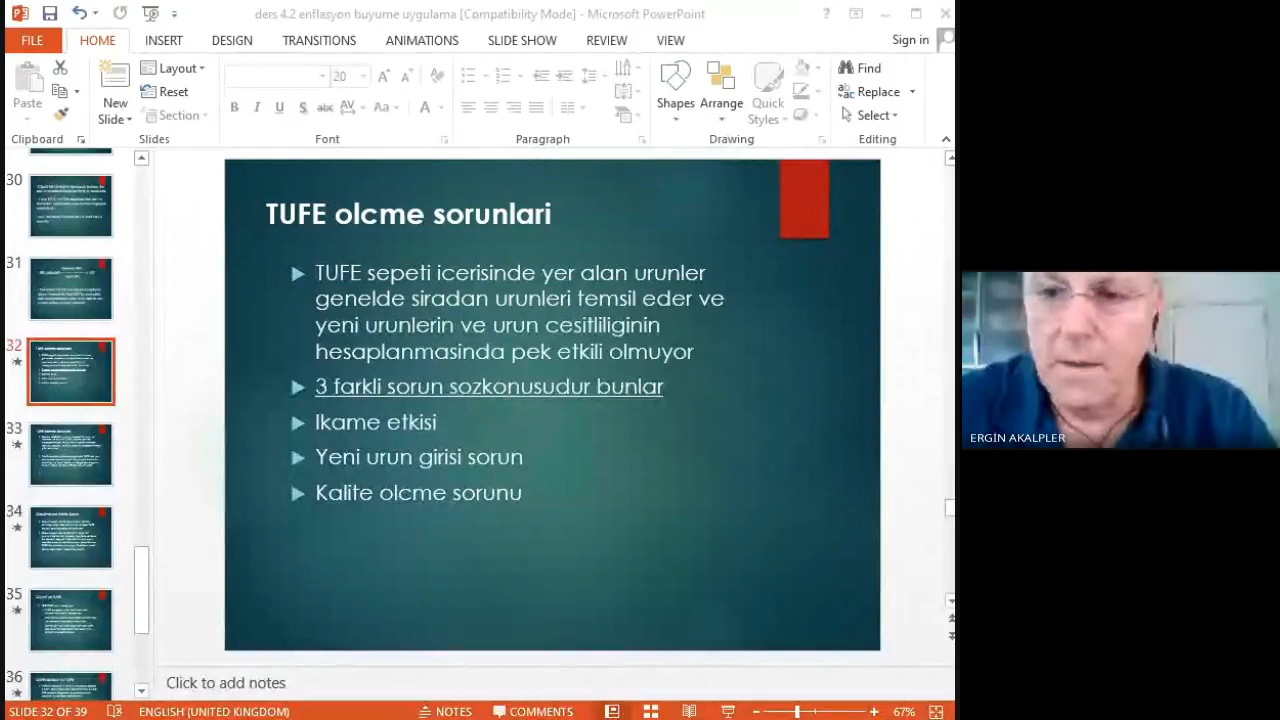 ders 4.2 enflasyon buyume uygulama [Compatibility Mode] - Microsoft PowerPoint
FILE HOME INSERT DESIGN TRANSITIONS ANIMATIONS SLIDE SHOW REVIEW VIEW Sign in
Paste
New Slide
Layout
Reset
Section
20
Shapes
Arrange
Quick Styles
Find
Replace
Select
Clipboard Slides Font Paragraph Drawing Editing
30
31
32
33
34
35
36
TUFE olcme sorunlari
TUFE sepeti icerisinde yer alan urunler
genelde siradan urunleri temsil eder ve
yeni urunlerin ve urun cesitliliginin
hesaplanmasinda pek etkili olmuyor
3 farkli sorun sozkonusudur bunlar
Ikame etkisi
Yeni urun girisi sorun
Kalite olcme sorunu
ERGİN AKALPLER
Click to add notes
SLIDE 32 OF 39 ENGLISH (UNITED KINGDOM) NOTES COMMENTS 67%